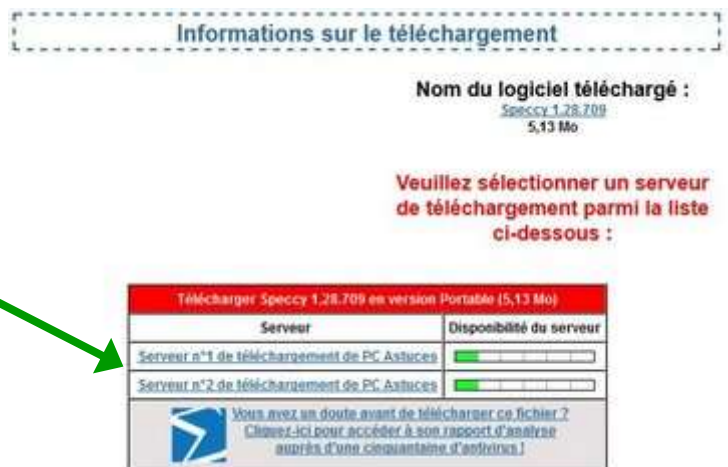 Informations sur le téléchargement
Nom du logiciel téléchargé :
Speccy 1.28.709
5,13 Mo
Veuillez sélectionner un serveur
de téléchargement parmi la liste
ci-dessous :
Télécharger Speccy 1.28.709 en version Portable (5,13 Mo)
Serveur Disponibilité du serveur
Serveur n°1 de téléchargement de PC Astuces
Serveur n°2 de téléchargement de PC Astuces
Vous avez un doute avant de télécharger ce fichier ?
Cliquez-ici pour accéder à son rapport d'analyse
auprès d'une cinquantaine d'antivirus !